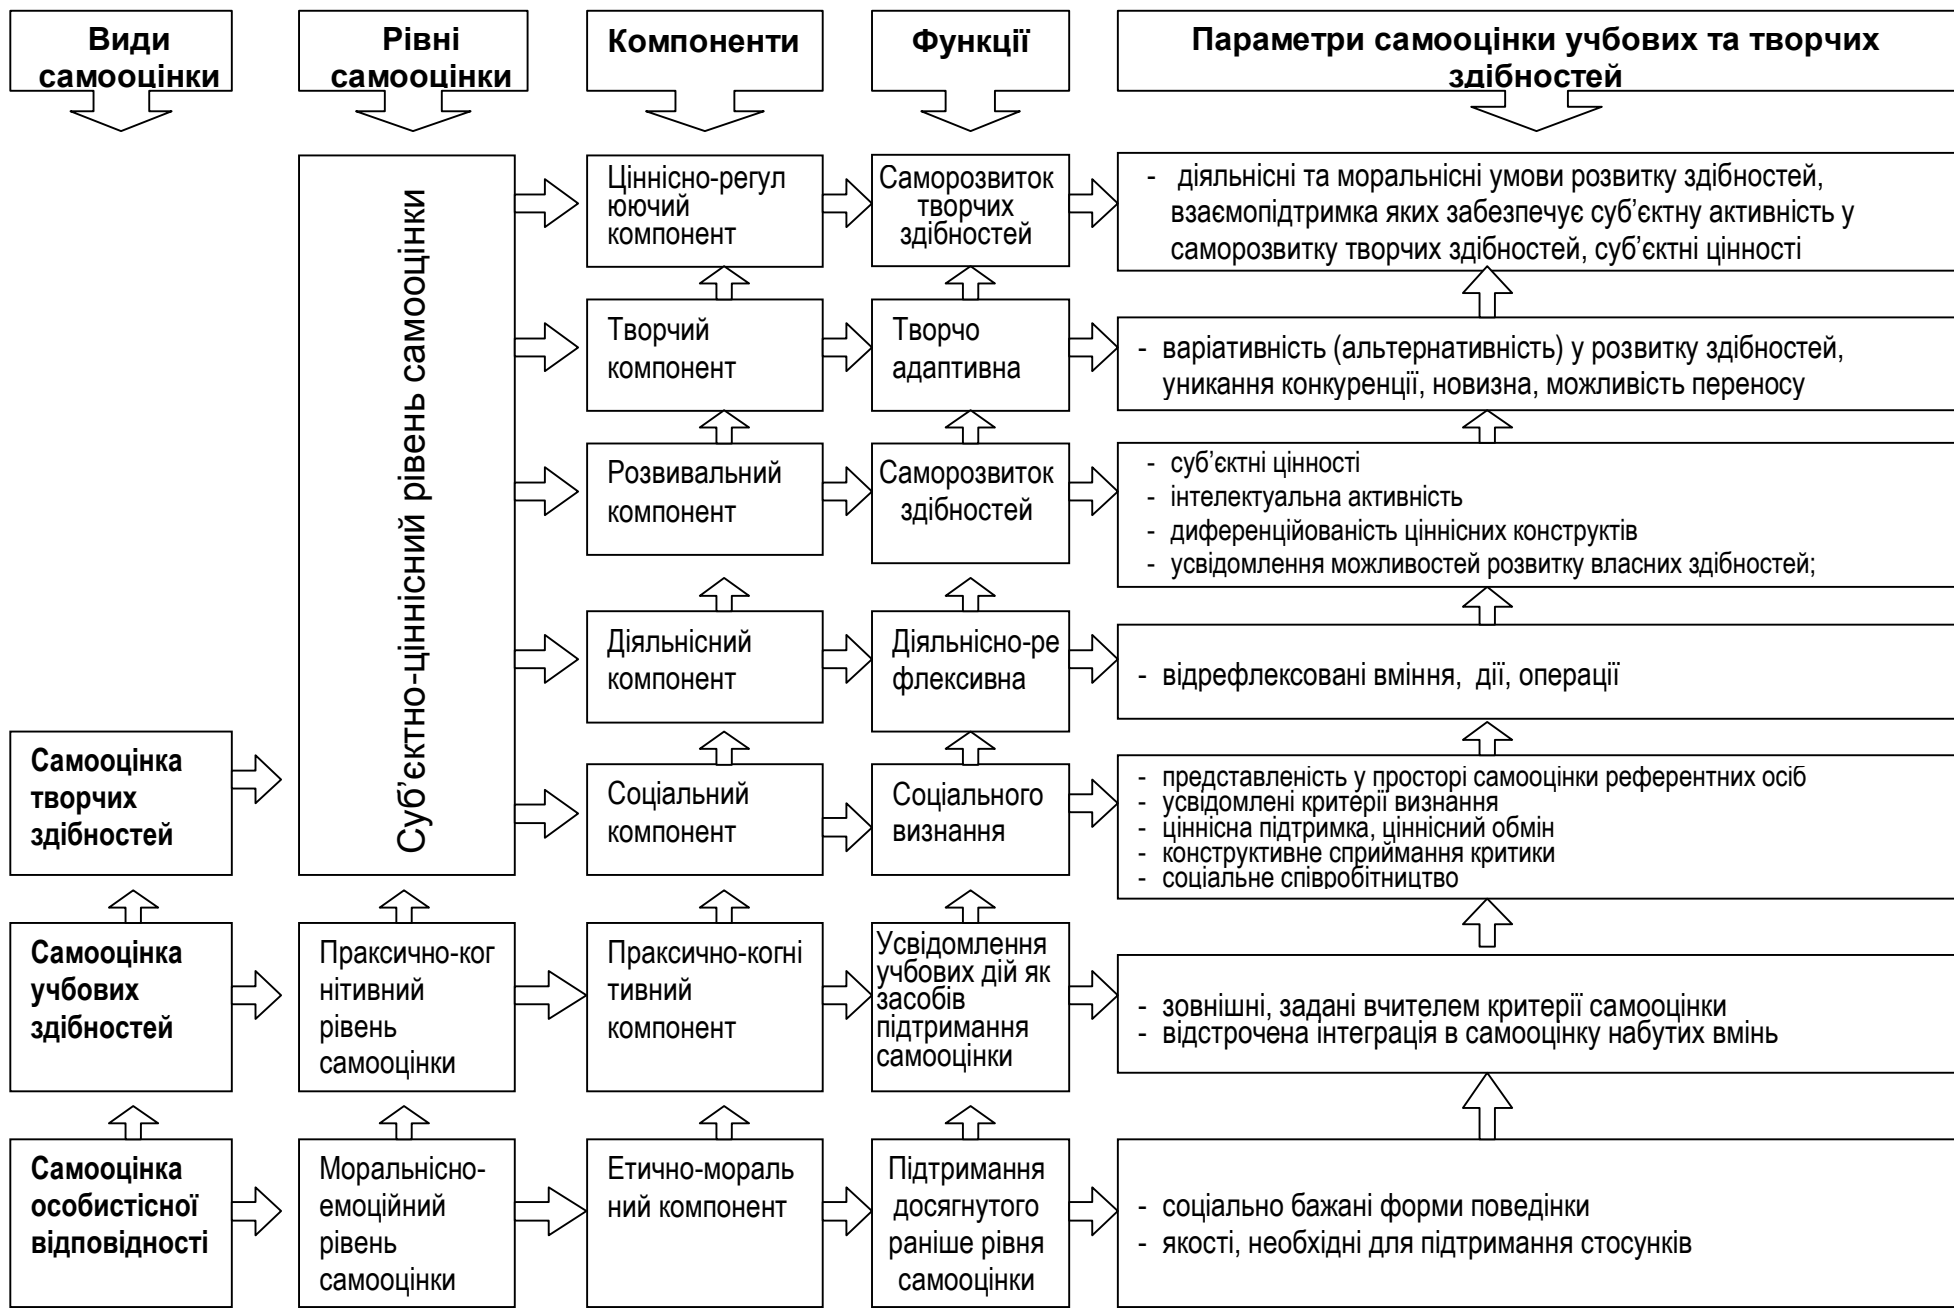 Види
самооцінки
Рівні
самооцінки
Компоненти
Функції
Параметри самооцінки учбових та творчих
здібностей
Суб’єктно-ціннісний рівень самооцінки
Ціннісно-регул
юючий
компонент
Саморозвиток
творчих
здібностей
- діяльнісні та моральнісні умови розвитку здібностей,
взаємопідтримка яких забезпечує суб’єктну активність у
саморозвитку творчих здібностей, суб’єктні цінності
Творчий
компонент
Творчо
адаптивна
- варіативність (альтернативність) у розвитку здібностей,
уникання конкуренції, новизна, можливість переносу
Розвивальний
компонент
Саморозвиток
здібностей
- суб’єктні цінності
- інтелектуальна активність
- диференційованість ціннісних конструктів
- усвідомлення можливостей розвитку власних здібностей;
Діяльнісний
компонент
Діяльнісно-ре
флексивна
- відрефлексовані вміння, дії, операції
Самооцінка
творчих
здібностей
Соціальний
компонент
Соціального
визнання
- представленість у просторі самооцінки референтних осіб
- усвідомлені критерії визнання
- ціннісна підтримка, ціннісний обмін
- конструктивне сприймання критики
- соціальне співробітництво
Самооцінка
учбових
здібностей
Праксично-ког
нітивний
рівень
самооцінки
Праксично-когні
тивний
компонент
Усвідомлення
учбових дій як
засобів
підтримання
самооцінки
- зовнішні, задані вчителем критерії самооцінки
- відстрочена інтеграція в самооцінку набутих вмінь
Самооцінка
особистісної
відповідності
Моральнісно-
емоційний
рівень
самооцінки
Етично-мораль
ний компонент
Підтримання
досягнутого
раніше рівня
самооцінки
- соціально бажані форми поведінки
- якості, необхідні для підтримання стосунків